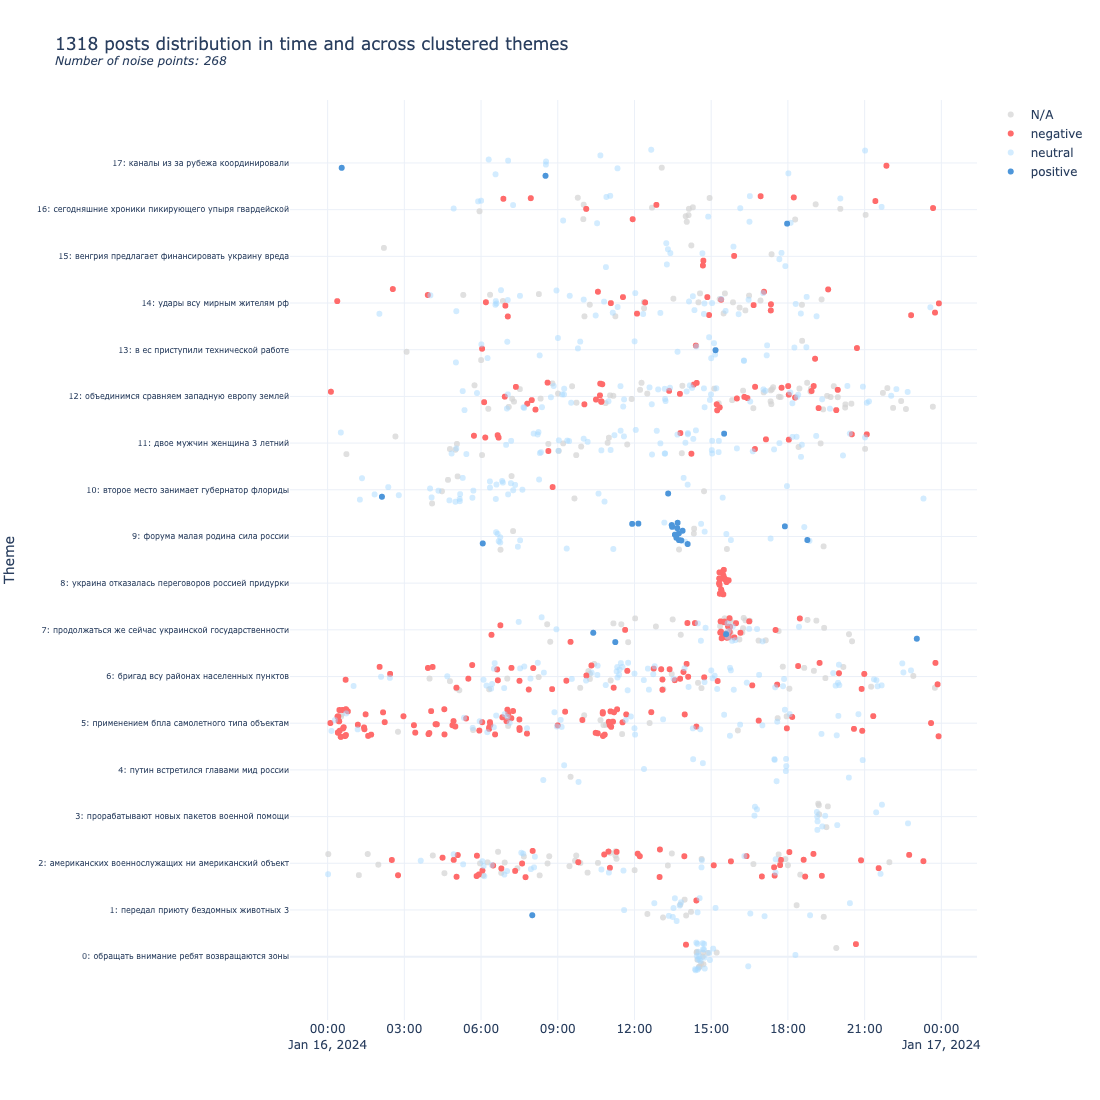 1318 posts distribution in time and across clustered themes
Number of noise points: 268
N/A
negative
neutral
positive
Theme
17: каналы из за рубежа координировали
16: сегодняшние хроники пикирующего упыря гвардейской
15: венгрия предлагает финансировать украину вреда
14: удары всу мирным жителям рф
13: в ес приступили технической работе
12: объединимся сравняем западную европу землей
11: двое мужчин женщина 3 летний
10: второе место занимает губернатор флориды
9: форума малая родина сила россии
8: украина отказалась переговоров россией придурки
7: продолжаться же сейчас украинской государственности
6: бригад всу районах населенных пунктов
5: применением бпла самолетного типа объектам
4: путин встретился главами мид россии
3: прорабатывают новых пакетов военной помощи
2: американских военнослужащих ни американский объект
1: передал приюту бездомных животных 3
0: обращать внимание ребят возвращаются зоны
00:00 03:00 06:00 09:00 12:00 15:00 18:00 21:00 00:00
Jan 16, 2024 Jan 17, 2024